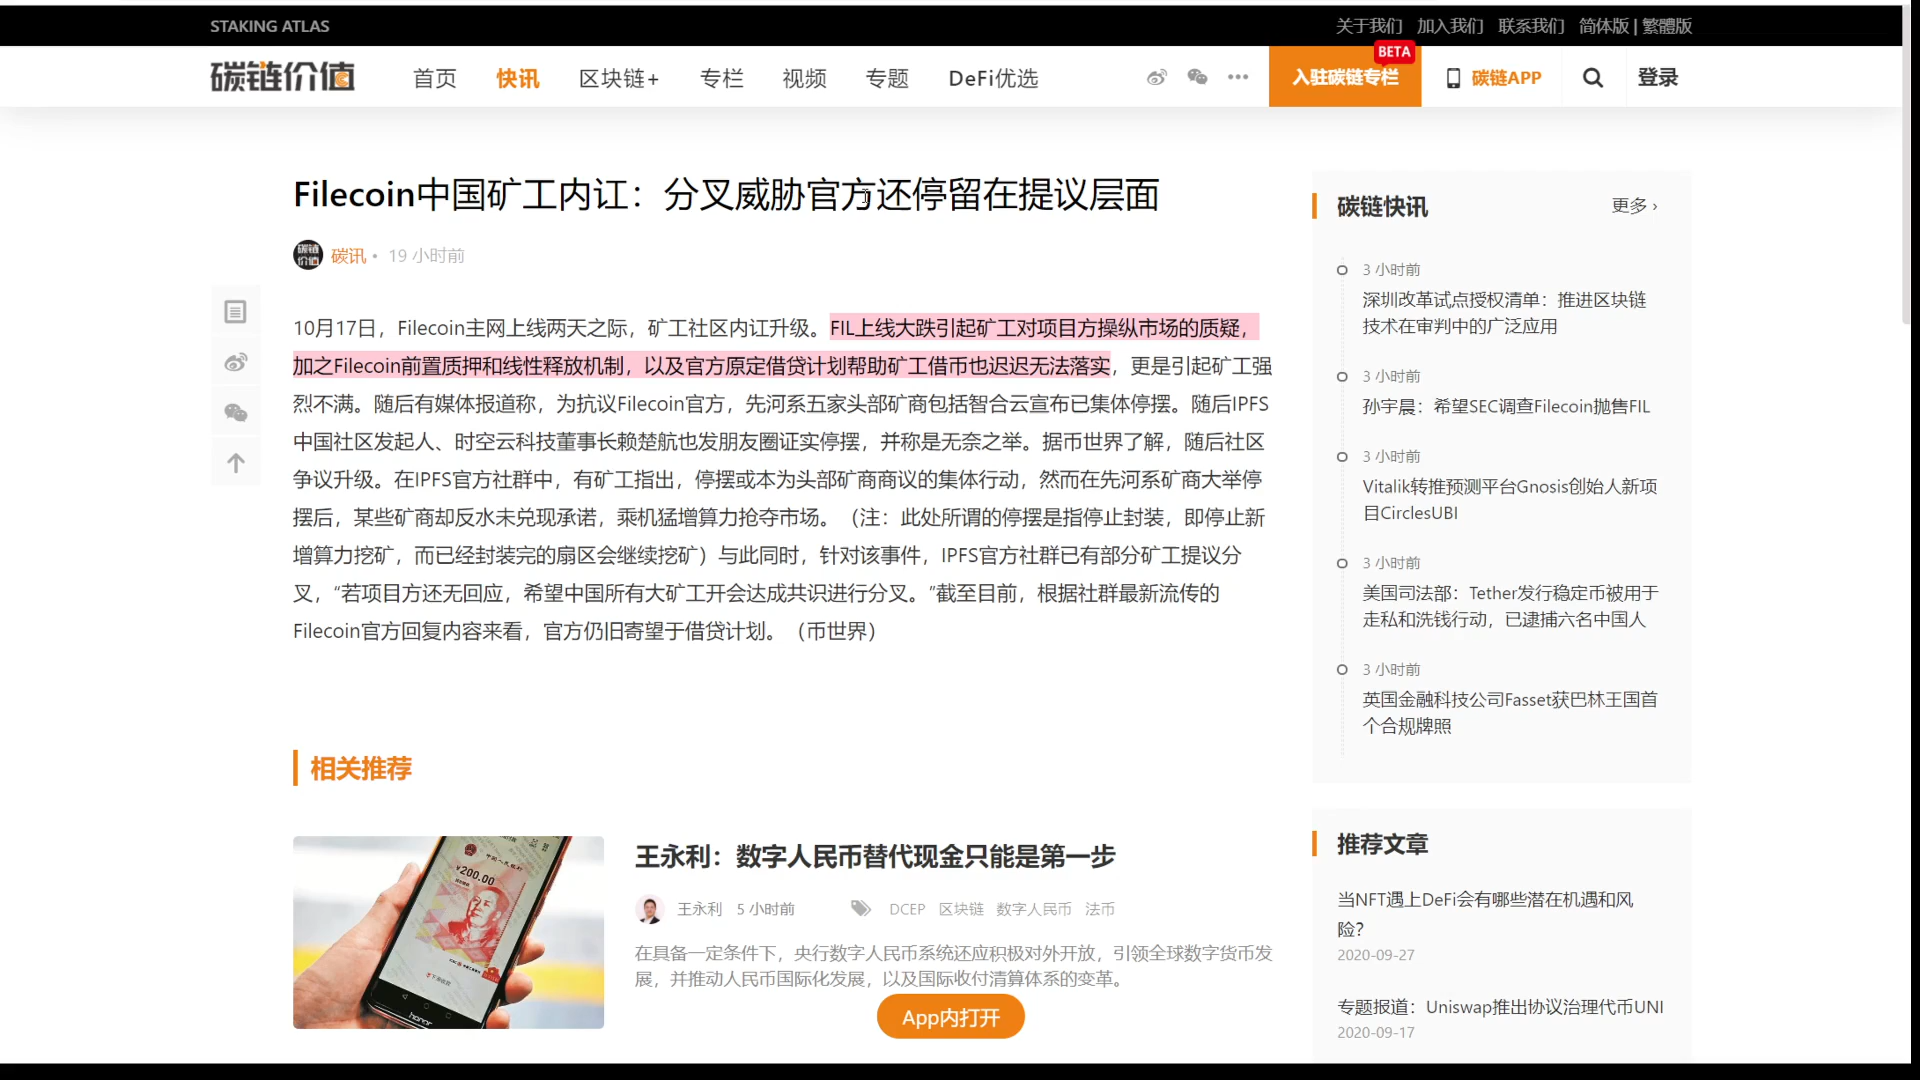 STAKING ATLAS
关于我们 加入我们 联系我们 简体版 | 繁體版
碳链价值
首页 快讯 区块链+ 专栏 视频 专题 DeFi优选
BETA
入驻碳链专栏
碳链APP
登录
Filecoin中国矿工内讧：分叉威胁官方还停留在提议层面
碳链价值
碳讯 • 19 小时前
10月17日，Filecoin主网上线两天之际，矿工社区内讧升级。FIL上线大跌引起矿工对项目方操纵市场的质疑，
加之Filecoin前置质押和线性释放机制，以及官方原定借贷计划帮助矿工借币也迟迟无法落实，更是引起矿工强
烈不满。随后有媒体报道称，为抗议Filecoin官方，先河系五家头部矿商包括智合云宣布已集体停摆。随后IPFS
中国社区发起人、时空云科技董事长赖楚航也发朋友圈证实停摆，并称是无奈之举。据币世界了解，随后社区
争议升级。在IPFS官方社群中，有矿工指出，停摆或本为头部矿商商议的集体行动，然而在先河系矿商大举停
摆后，某些矿商却反水未兑现承诺，乘机猛增算力抢夺市场。（注：此处所谓的停摆是指停止封装，即停止新
增算力挖矿，而已经封装完的扇区会继续挖矿）与此同时，针对该事件，IPFS官方社群已有部分矿工提议分
叉，“若项目方还无回应，希望中国所有大矿工开会达成共识进行分叉。”截至目前，根据社群最新流传的
Filecoin官方回复内容来看，官方仍旧寄望于借贷计划。（币世界）
相关推荐
中国人民银行
¥200.00
honor
王永利：数字人民币替代现金只能是第一步
王永利 5 小时前 DCEP 区块链 数字人民币 法币
在具备一定条件下，央行数字人民币系统还应积极对外开放，引领全球数字货币发
展，并推动人民币国际化发展，以及国际收付清算体系的变革。
App内打开
碳链快讯 更多 ›
3 小时前
深圳改革试点授权清单：推进区块链
技术在审判中的广泛应用
3 小时前
孙宇晨：希望SEC调查Filecoin抛售FIL
3 小时前
Vitalik转推预测平台Gnosis创始人新项
目CirclesUBI
3 小时前
美国司法部：Tether发行稳定币被用于
走私和洗钱行动，已逮捕六名中国人
3 小时前
英国金融科技公司Fasset获巴林王国首
个合规牌照
推荐文章
当NFT遇上DeFi会有哪些潜在机遇和风
险？
2020-09-27
专题报道：Uniswap推出协议治理代币UNI
2020-09-17